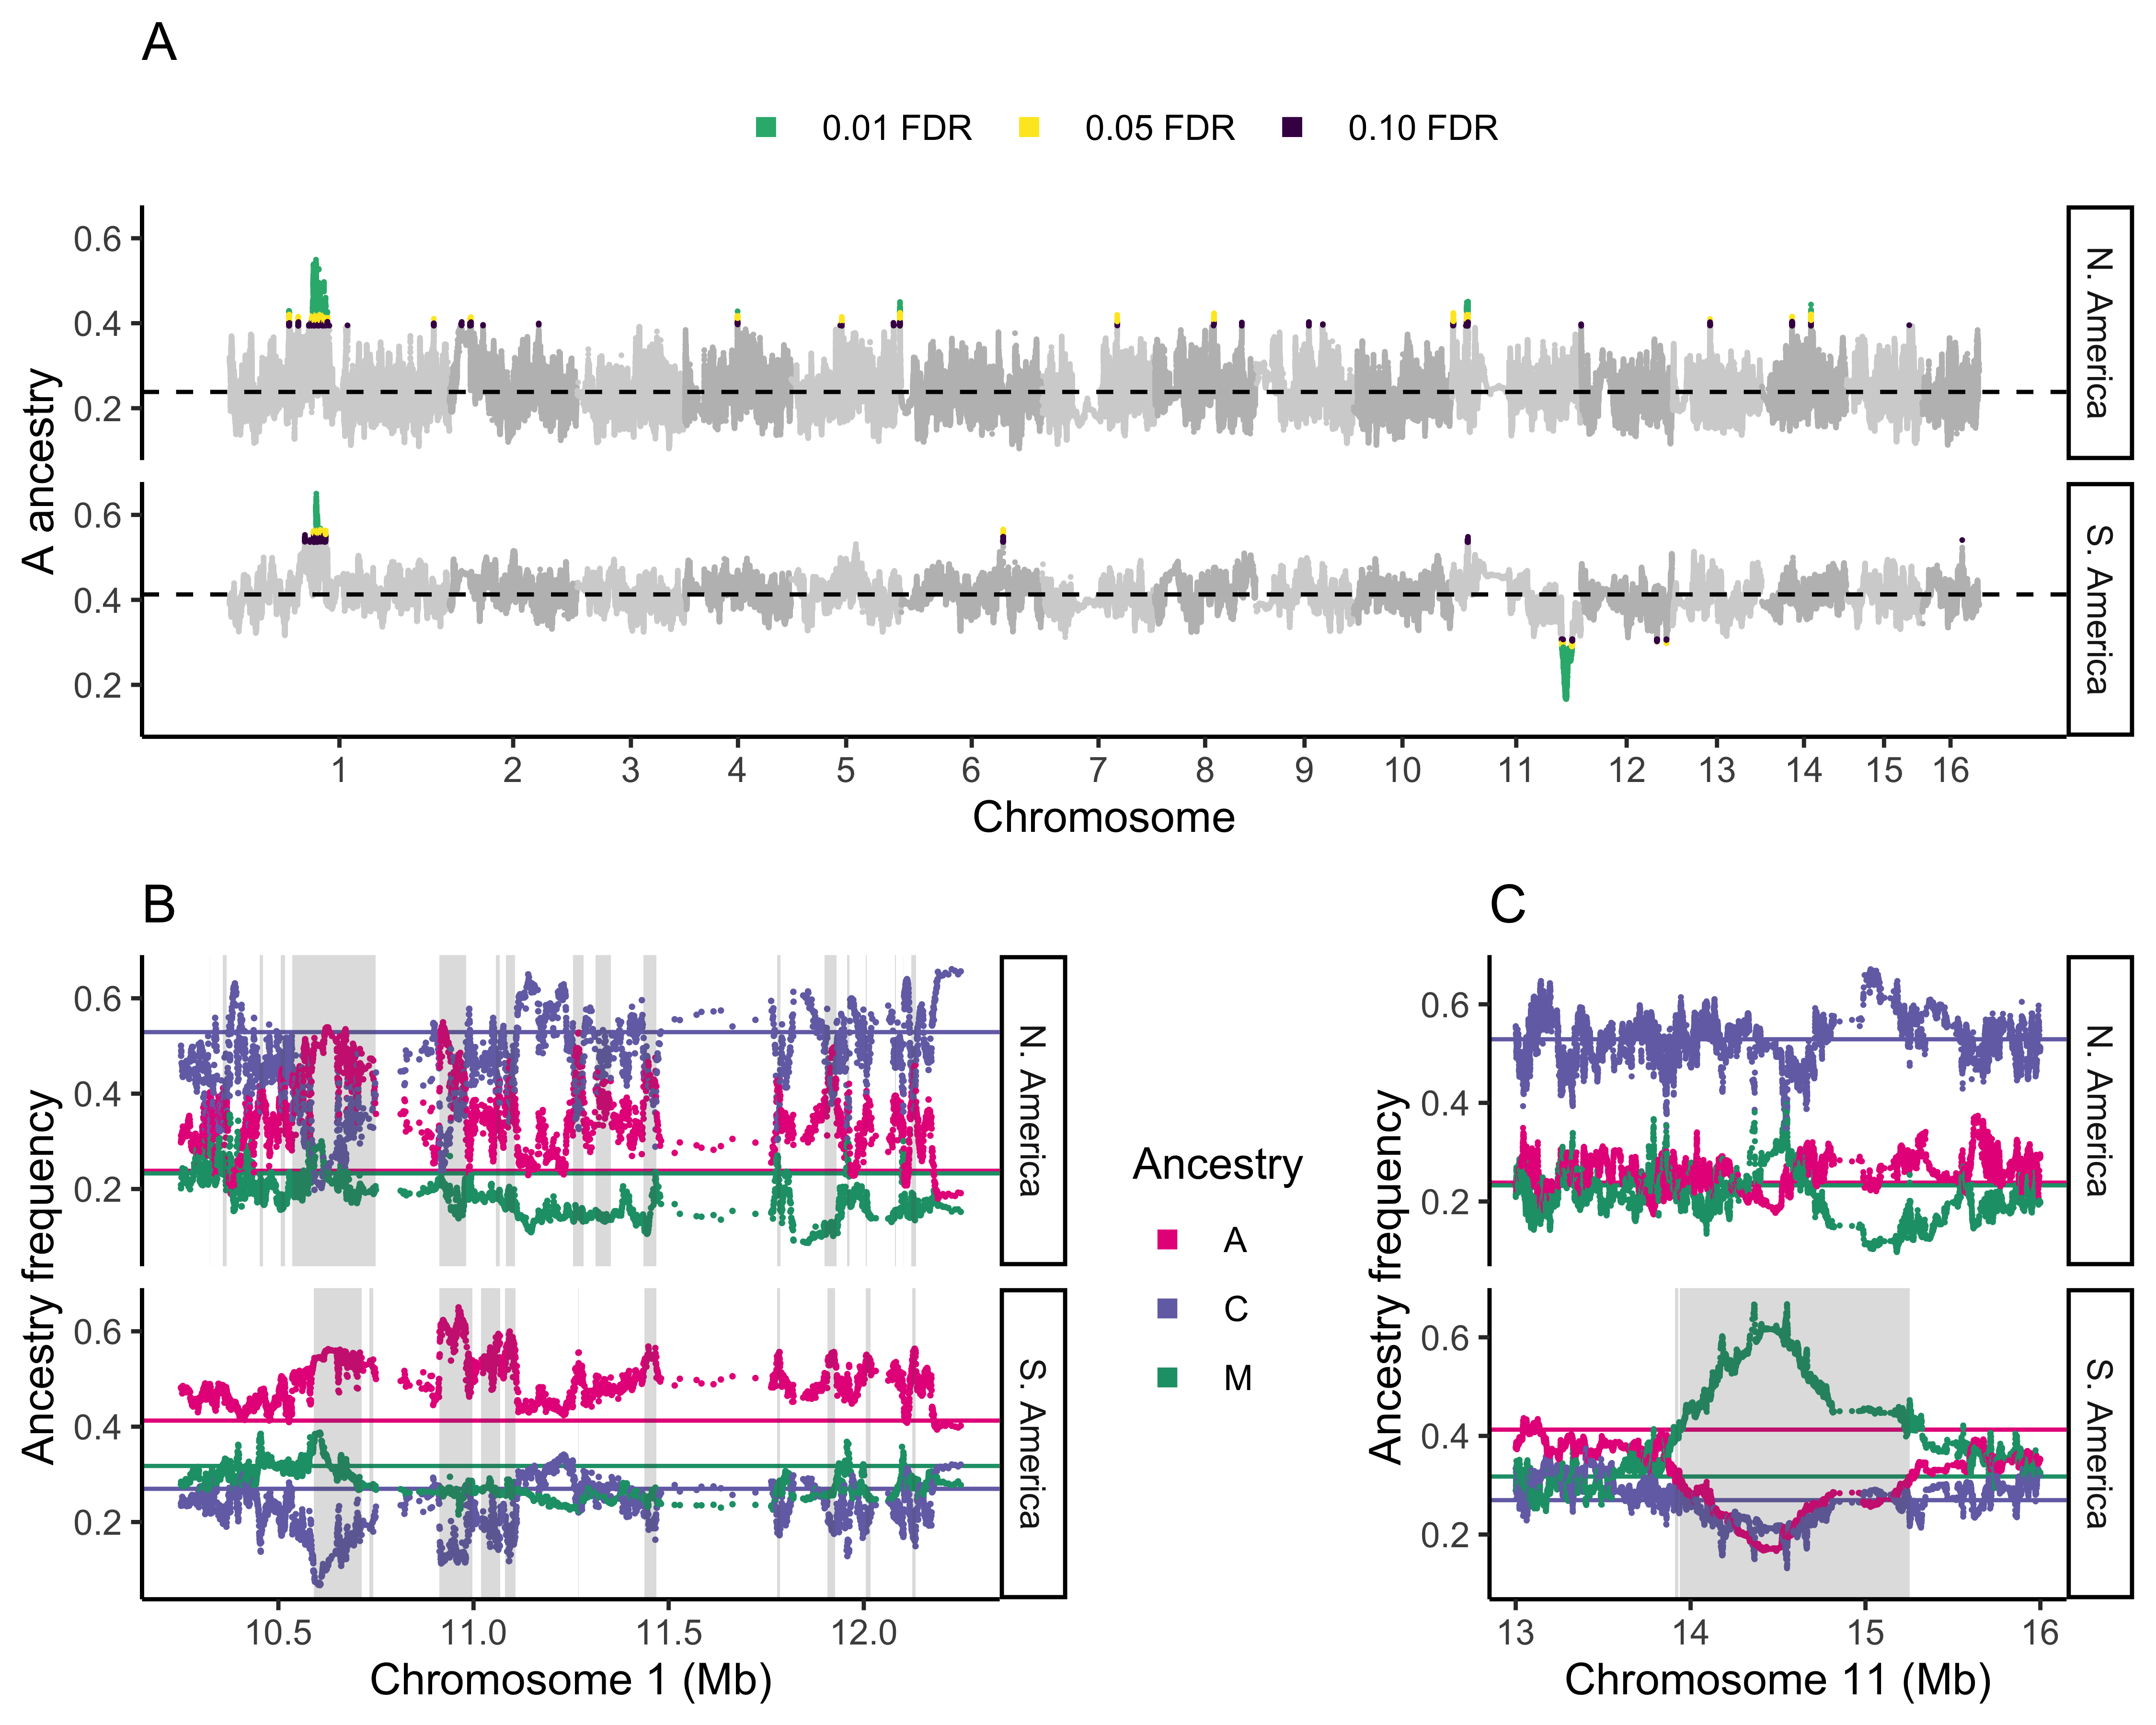 A
0.01 FDR 0.05 FDR 0.10 FDR
A ancestry
0.6
0.4
0.2
N. America
0.6
0.4
0.2
S. America
1 2 3 4 5 6 7 8 9 10 11 12 13 14 15 16
Chromosome
B
Ancestry frequency
0.6
0.4
0.2
N. America
0.6
0.4
0.2
S. America
10.5 11.0 11.5 12.0
Chromosome 1 (Mb)
Ancestry
A
C
M
C
Ancestry frequency
0.6
0.4
0.2
N. America
0.6
0.4
0.2
S. America
13 14 15 16
Chromosome 11 (Mb)